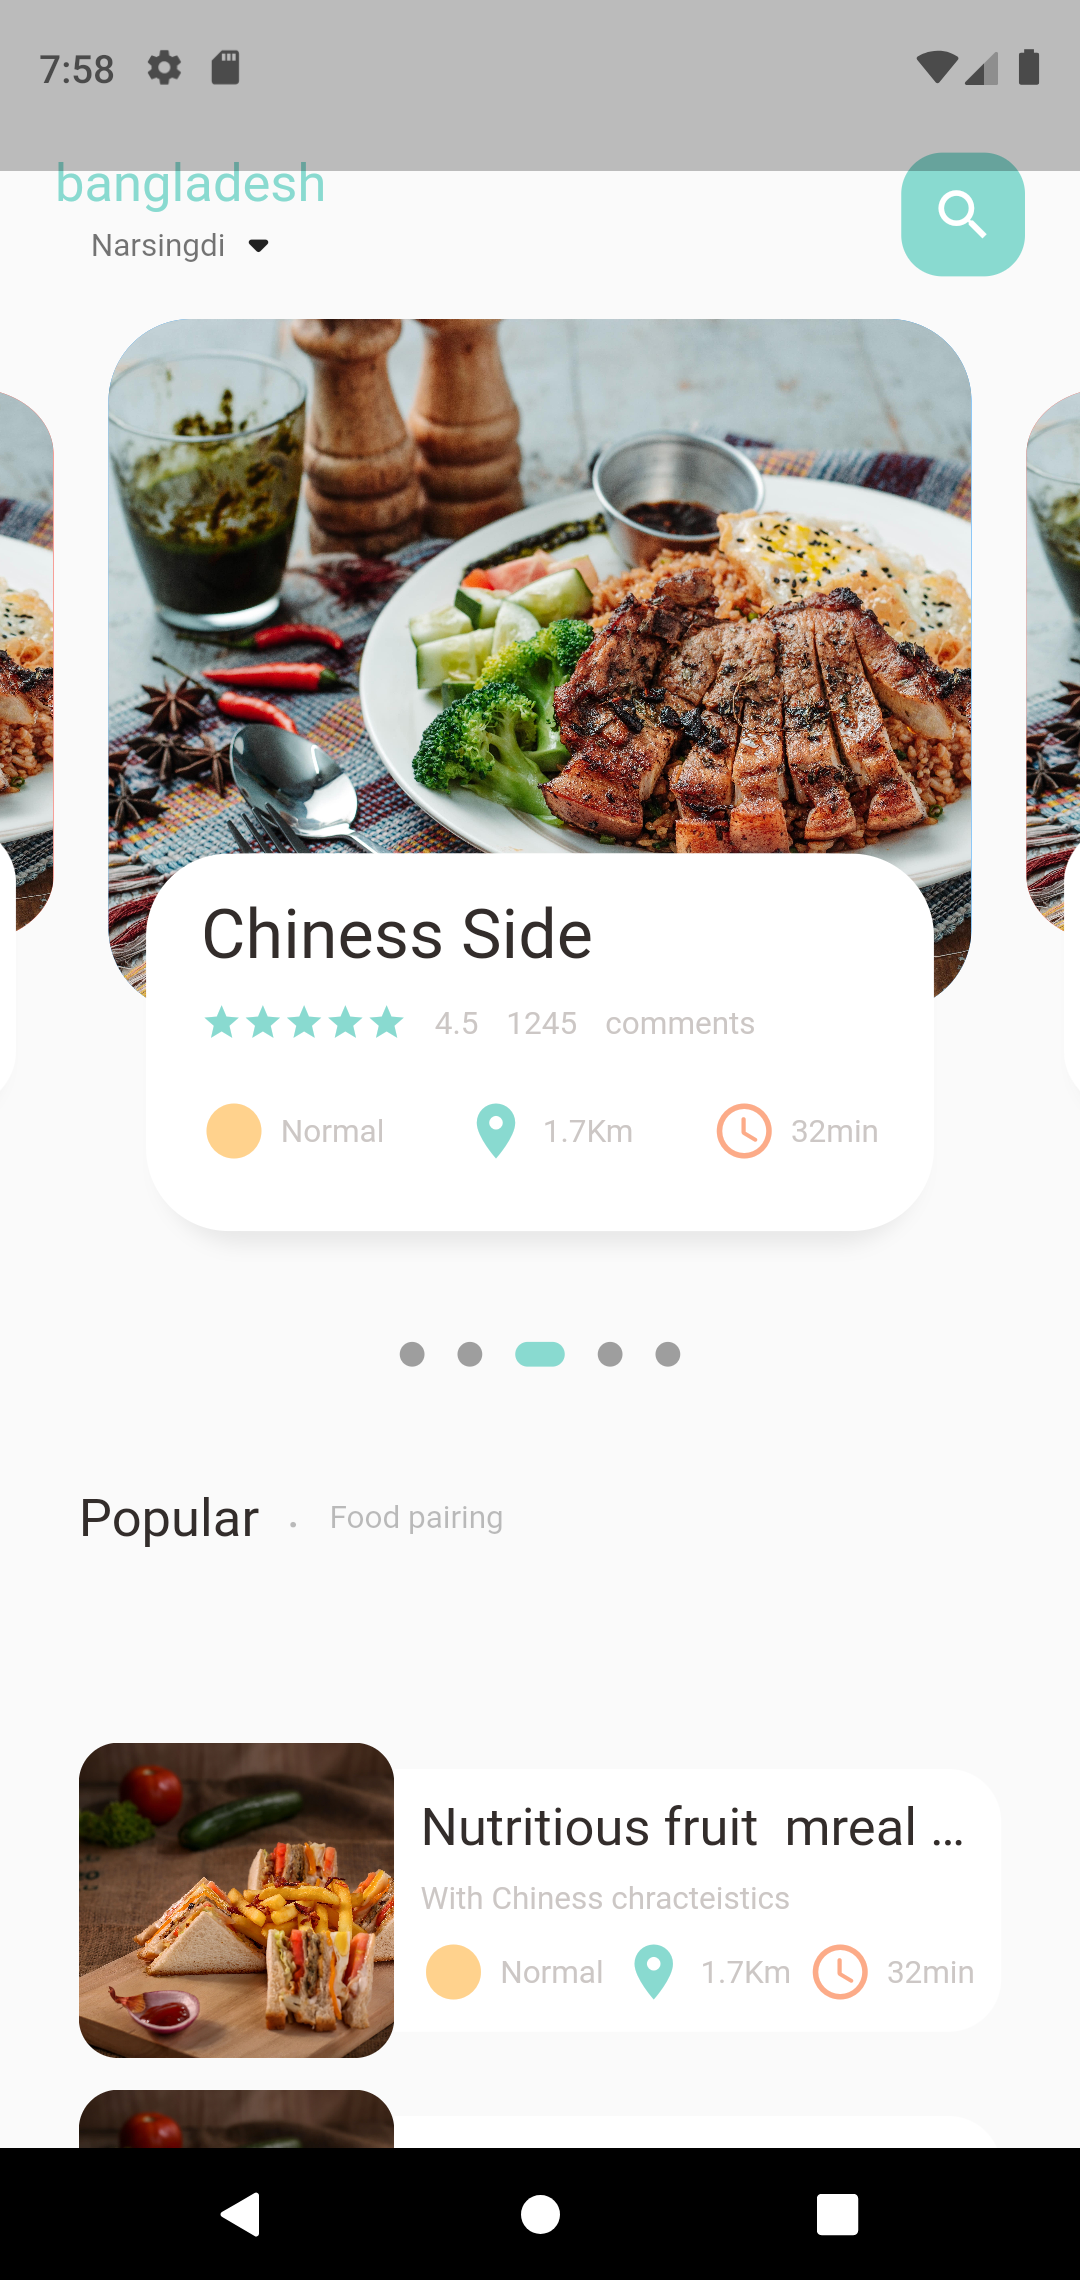 7:58
bangladesh
Narsingdi
Chiness Side
4.5 1245 comments
Normal 1.7Km 32min
Popular . Food pairing
Nutritious fruit mreal ...
With Chiness chracteistics
Normal 1.7Km 32min